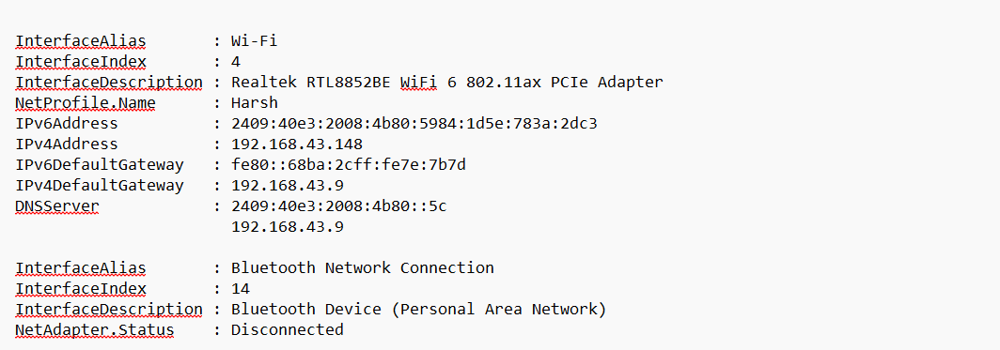 InterfaceAlias : Wi-Fi
InterfaceIndex : 4
InterfaceDescription : Realtek RTL8852BE WiFi 6 802.11ax PCIe Adapter
NetProfile.Name : Harsh
IPv6Address : 2409:40e3:2008:4b80:5984:1d5e:783a:2dc3
IPv4Address : 192.168.43.148
IPv6DefaultGateway : fe80::68ba:2cff:fe7e:7b7d
IPv4DefaultGateway : 192.168.43.9
DNSServer : 2409:40e3:2008:4b80::5c
192.168.43.9
InterfaceAlias : Bluetooth Network Connection
InterfaceIndex : 14
InterfaceDescription : Bluetooth Device (Personal Area Network)
NetAdapter.Status : Disconnected